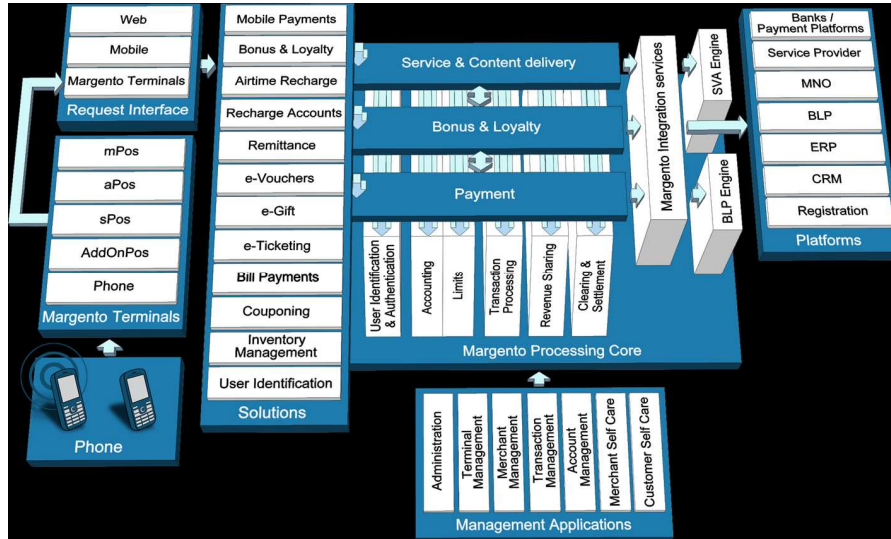 Web
Mobile
Margento Terminals
Request Interface
mPos
aPos
sPos
AddOnPos
Phone
Margento Terminals
Phone
Mobile Payments
Bonus & Loyalty
Airtime Recharge
Recharge Accounts
Remittance
e-Vouchers
e-Gift
e-Ticketing
Bill Payments
Couponing
Inventory
Management
User Identification
Solutions
Service & Content delivery
Bonus & Loyalty
Payment
User Identification
& Authentication
Accounting
Limits
Transaction
Processing
Revenue Sharing
Clearing &
Settlement
Margento Processing Core
Margento Integration services
SVA Engine
BLP Engine
Banks /
Payment Platforms
Service Provider
MNO
BLP
ERP
CRM
Registration
Platforms
Administration
Terminal
Management
Merchant
Management
Transaction
Management
Account
Management
Merchant Self Care
Customer Self Care
Management Applications